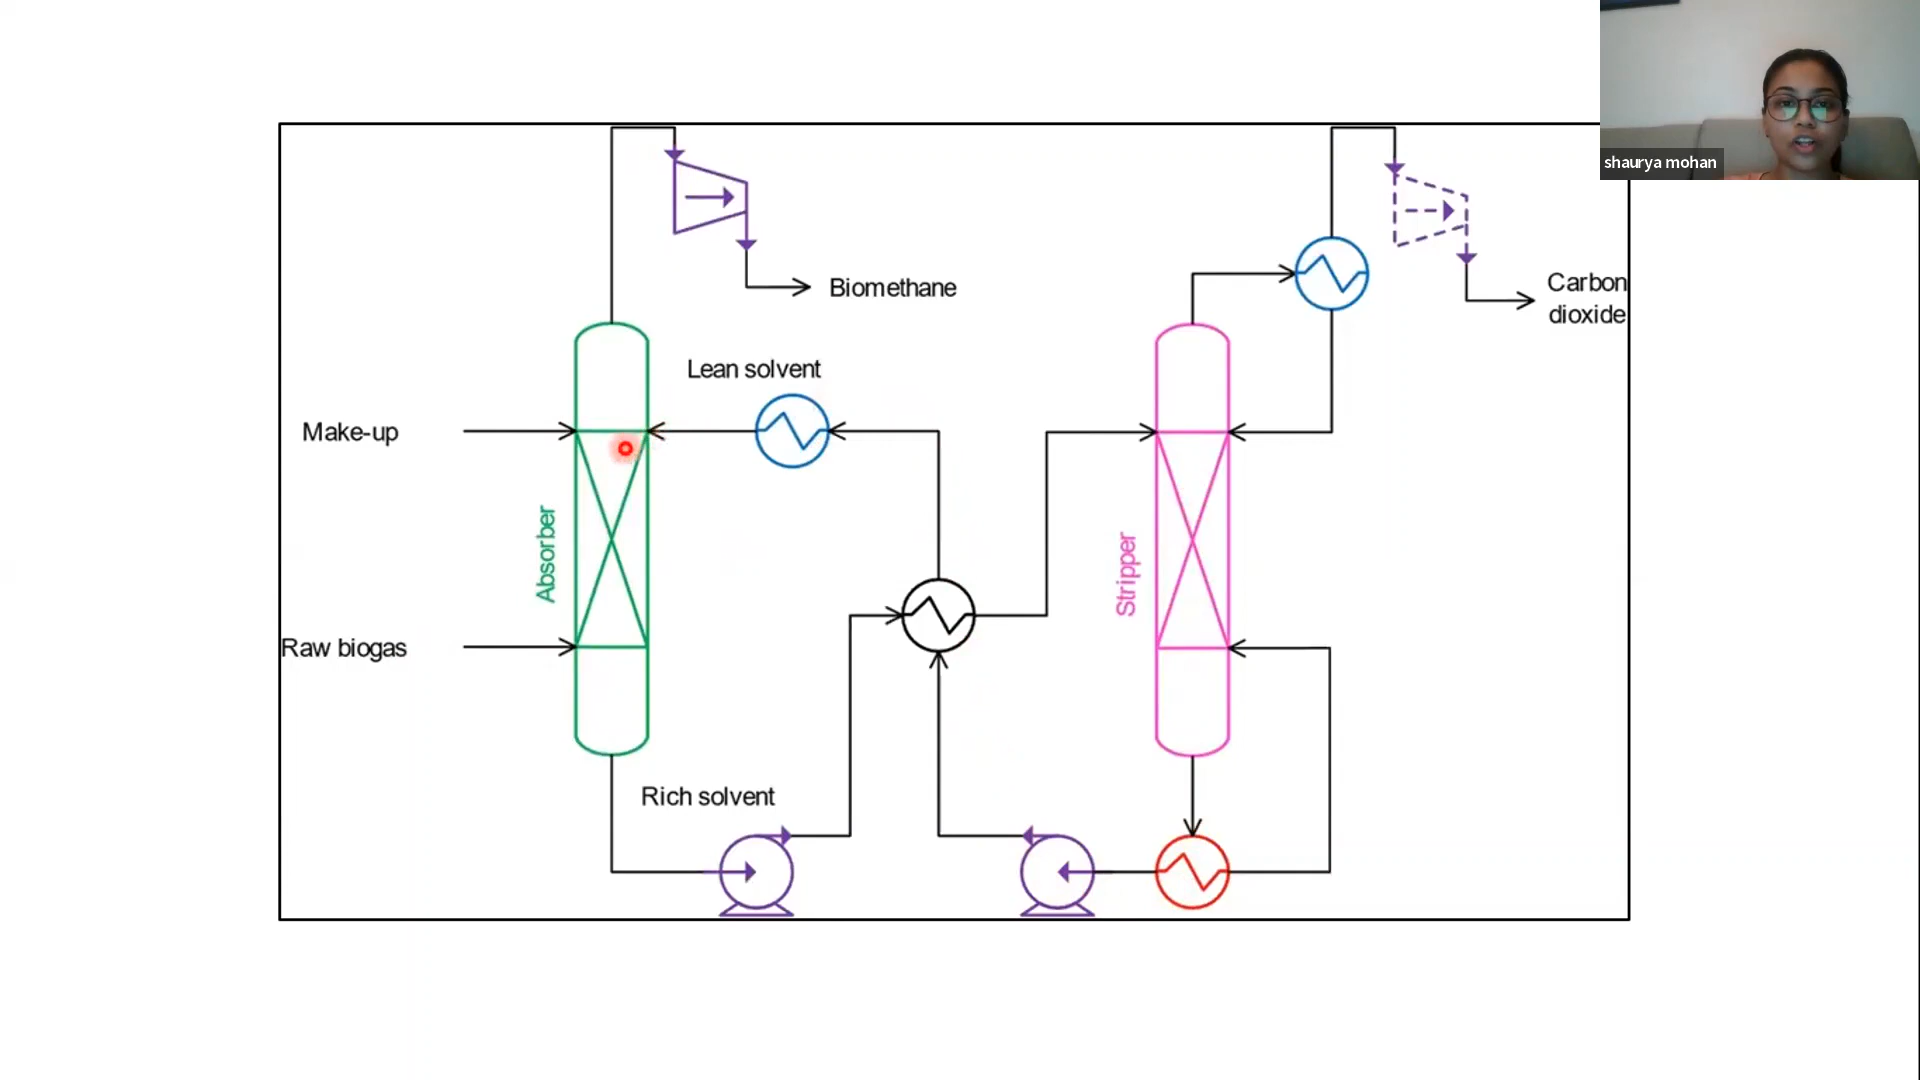 shaurya mohan
Biomethane
Carbon
dioxide
Lean solvent
Make-up
Absorber
Stripper
Raw biogas
Rich solvent